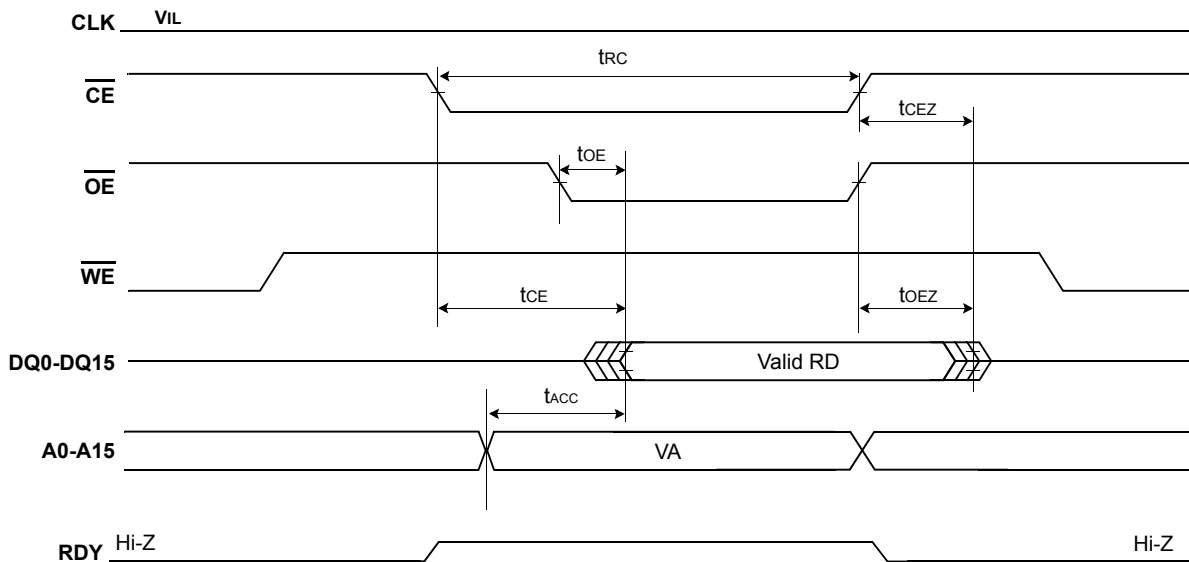 CLK VIL
tRC
CE
tCEZ
tOE
OE
WE
tCE tOEZ
DQ0-DQ15 Valid RD
tACC
A0-A15 VA
RDY Hi-Z Hi-Z